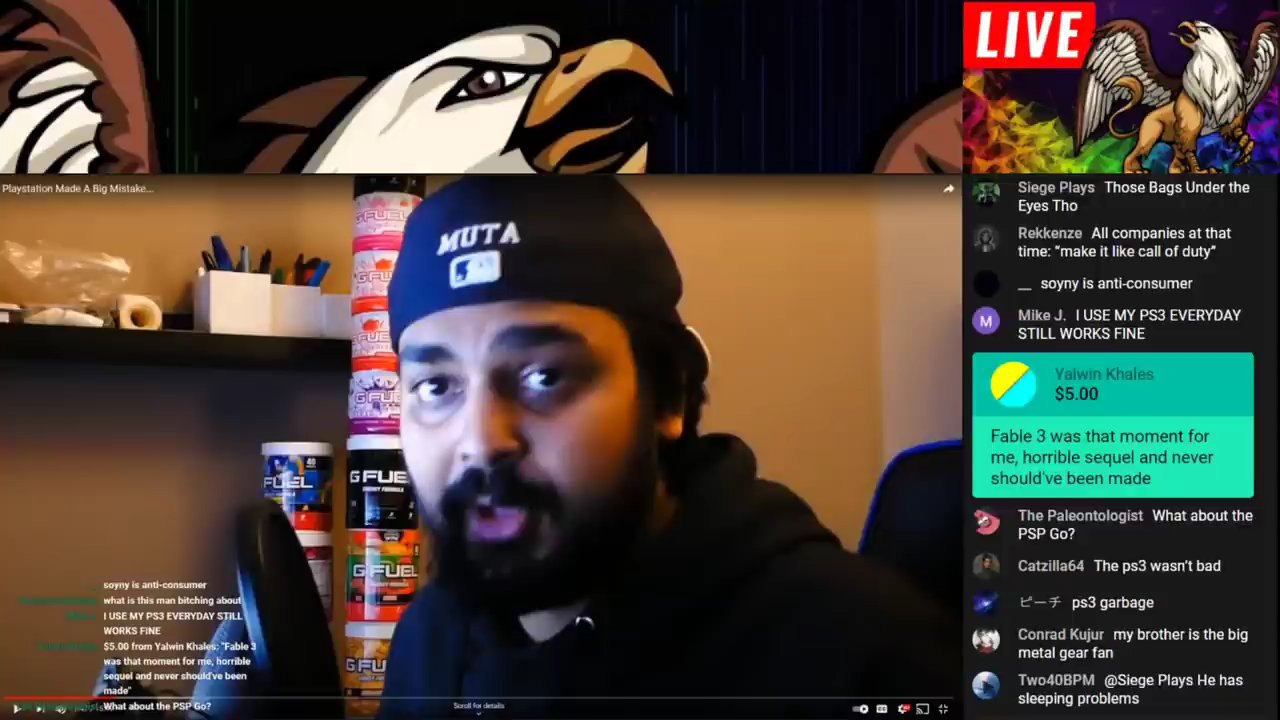 LIVE
Playstation Made A Big Mistake...
MUTA
G FUEL
G FUEL
G FUEL
G FUEL
40
soyny is anti-consumer
what is this man bitching about
I USE MY PS3 EVERYDAY STILL
WORKS FINE
$5.00 from Yalwin Khales: "Fable 3
was that moment for me, horrible
sequel and never should've been
made"
What about the PSP Go?
Scroll for details
Siege Plays Those Bags Under the
Eyes Tho
Rekkenze All companies at that
time: “make it like call of duty”
__ soyny is anti-consumer
M
Mike J. I USE MY PS3 EVERYDAY
STILL WORKS FINE
Yalwin Khales
$5.00
Fable 3 was that moment for
me, horrible sequel and never
should've been made
The Paleontologist What about the
PSP Go?
Catzilla64 The ps3 wasn't bad
ピーチ ps3 garbage
Conrad Kujur my brother is the big
metal gear fan
Two40BPM @Siege Plays He has
sleeping problems